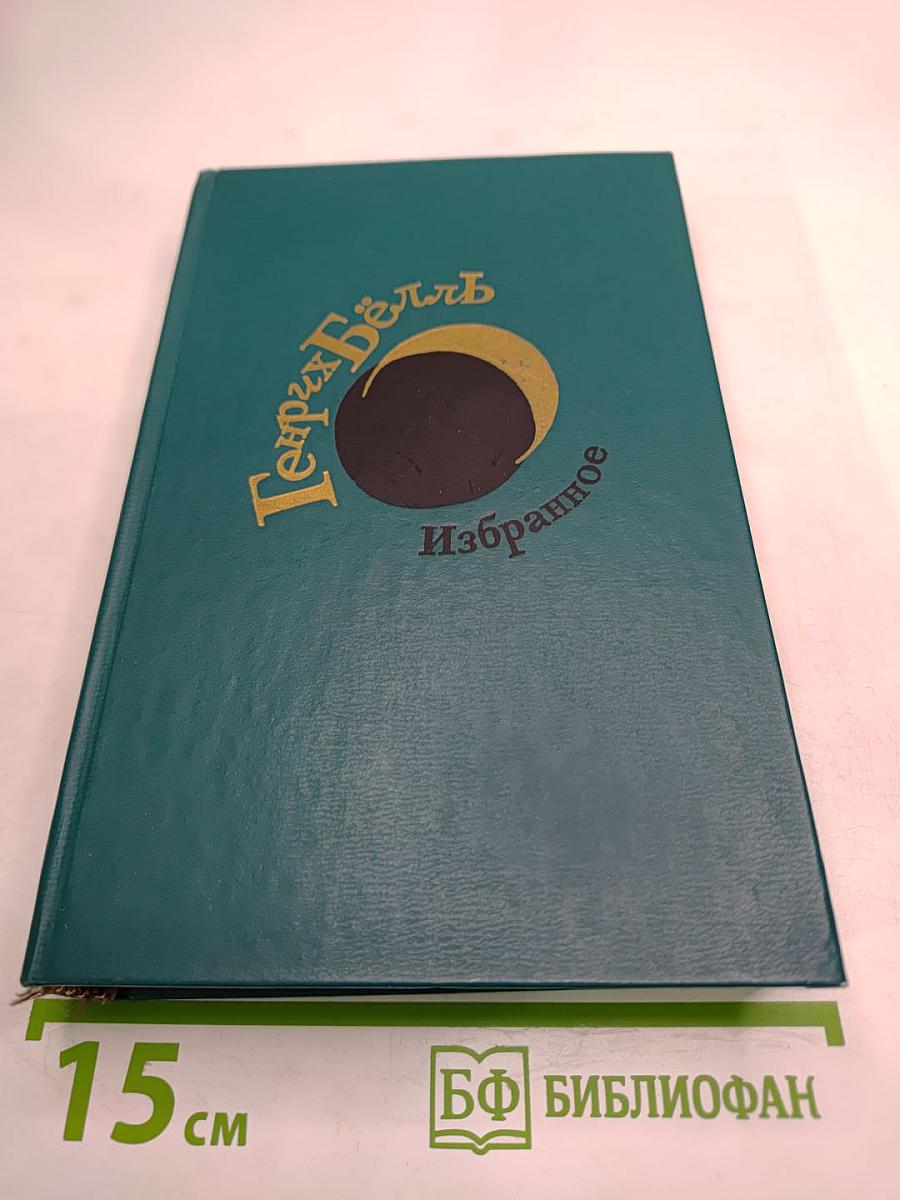 Генрих Бёлль
Избранное
15 см
БФ БИБЛИОФАН